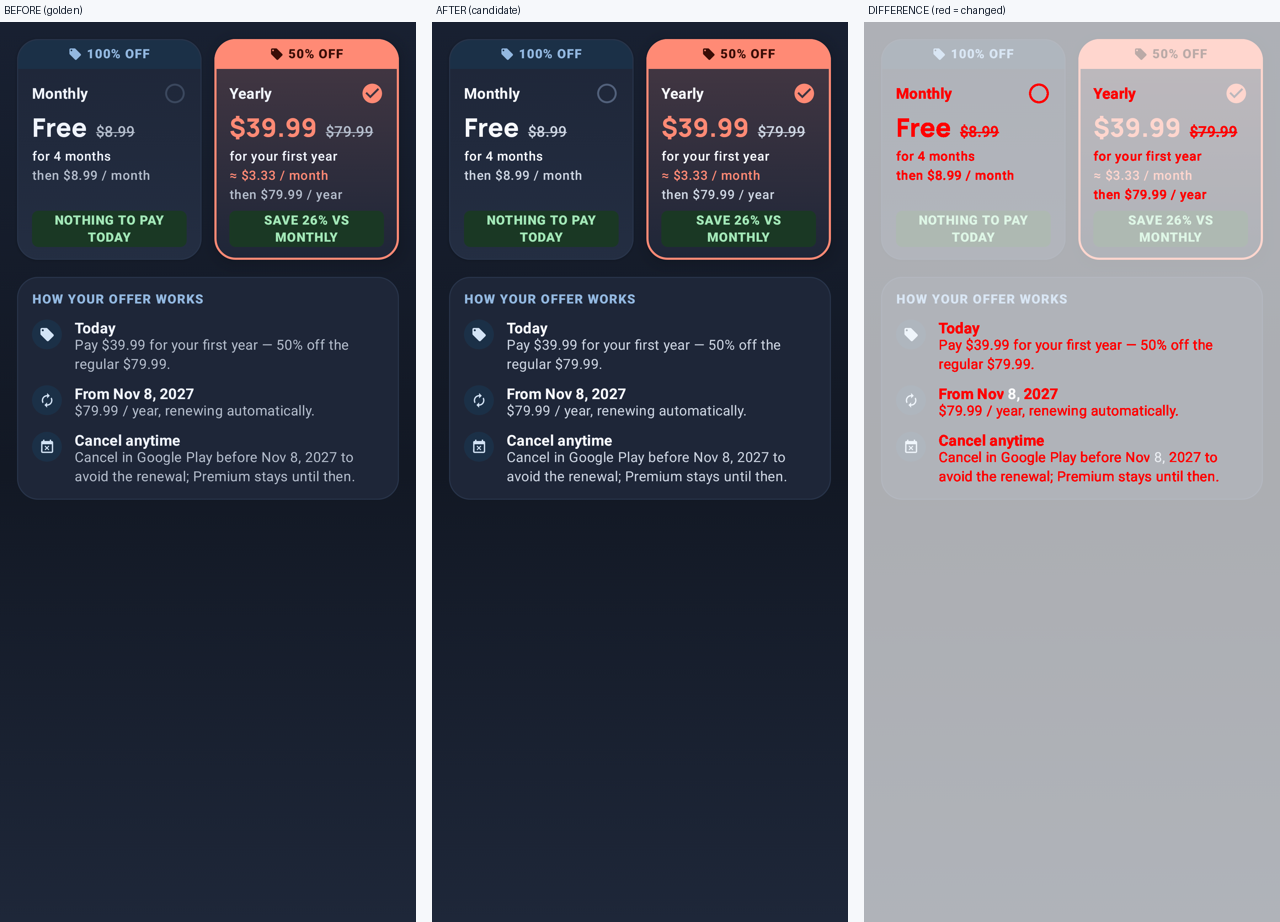 BEFORE (golden)
100% OFF
Monthly
Free $8.99
for 4 months
then $8.99 / month
NOTHING TO PAY
TODAY
50% OFF
Yearly
$39.99 $79.99
for your first year
≈ $3.33 / month
then $79.99 / year
SAVE 26% VS
MONTHLY
HOW YOUR OFFER WORKS
Today
Pay $39.99 for your first year — 50% off the
regular $79.99.
From Nov 8, 2027
$79.99 / year, renewing automatically.
Cancel anytime
Cancel in Google Play before Nov 8, 2027 to
avoid the renewal; Premium stays until then.
AFTER (candidate)
100% OFF
Monthly
Free $8.99
for 4 months
then $8.99 / month
NOTHING TO PAY
TODAY
50% OFF
Yearly
$39.99 $79.99
for your first year
≈ $3.33 / month
then $79.99 / year
SAVE 26% VS
MONTHLY
HOW YOUR OFFER WORKS
Today
Pay $39.99 for your first year — 50% off the
regular $79.99.
From Nov 8, 2027
$79.99 / year, renewing automatically.
Cancel anytime
Cancel in Google Play before Nov 8, 2027 to
avoid the renewal; Premium stays until then.
DIFFERENCE (red = changed)
100% OFF
Monthly
Free $8.99
for 4 months
then $8.99 / month
NOTHING TO PAY
TODAY
50% OFF
Yearly
$39.99 $79.99
for your first year
≈ $3.33 / month
then $79.99 / year
SAVE 26% VS
MONTHLY
HOW YOUR OFFER WORKS
Today
Pay $39.99 for your first year — 50% off the
regular $79.99.
From Nov 8, 2027
$79.99 / year, renewing automatically.
Cancel anytime
Cancel in Google Play before Nov 8, 2027 to
avoid the renewal; Premium stays until then.